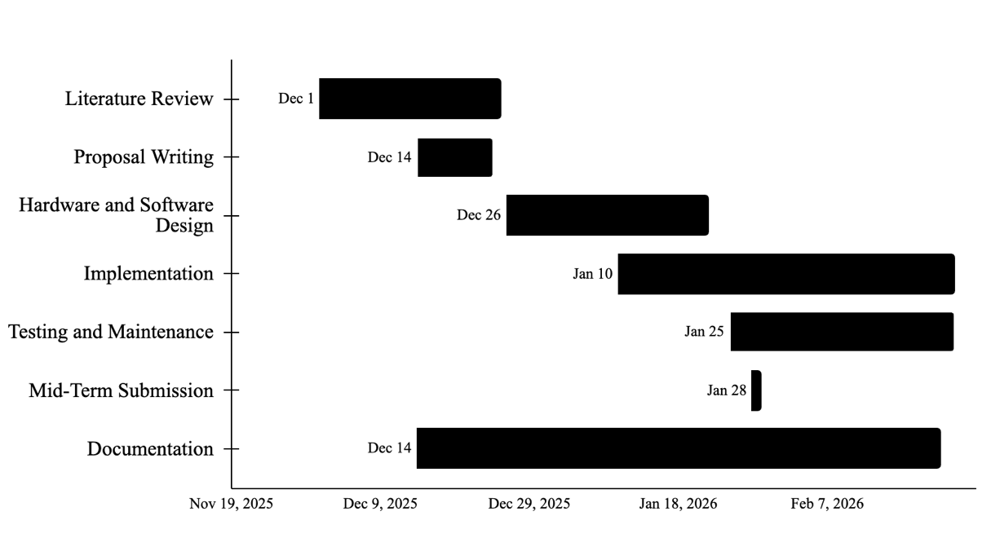 Literature Review
Dec 1
Proposal Writing
Dec 14
Hardware and Software
Design
Dec 26
Implementation
Jan 10
Testing and Maintenance
Jan 25
Mid-Term Submission
Jan 28
Documentation
Dec 14
Nov 19, 2025
Dec 9, 2025
Dec 29, 2025
Jan 18, 2026
Feb 7, 2026